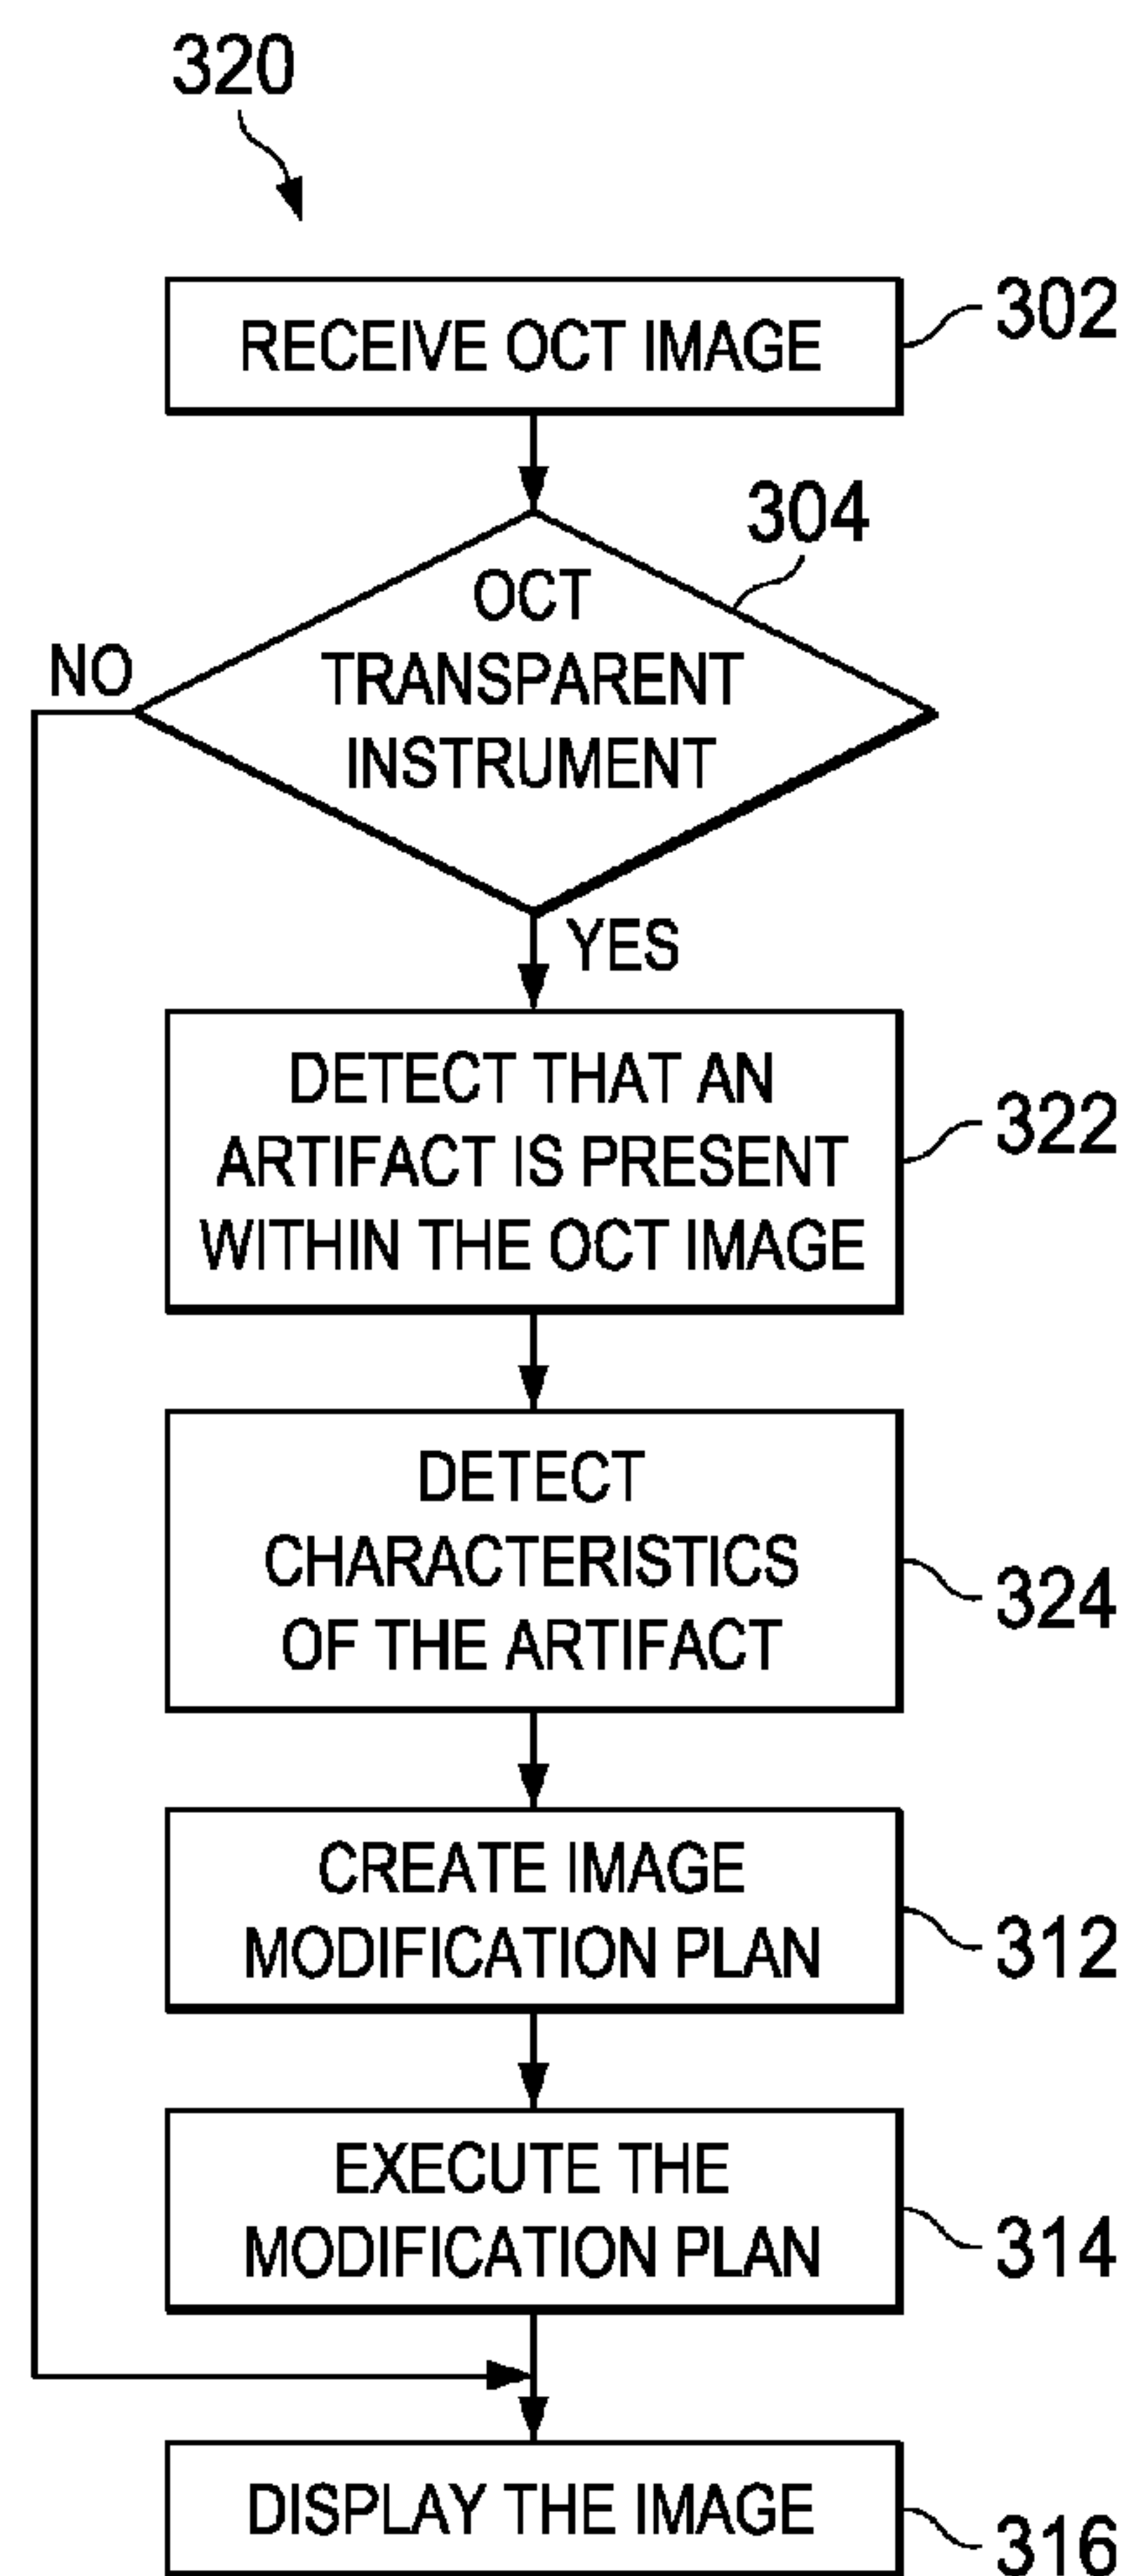 320
RECEIVE OCT IMAGE
302
304
OCT
TRANSPARENT
INSTRUMENT
NO
YES
DETECT THAT AN
ARTIFACT IS PRESENT
WITHIN THE OCT IMAGE
322
DETECT
CHARACTERISTICS
OF THE ARTIFACT
324
CREATE IMAGE
MODIFICATION PLAN
312
EXECUTE THE
MODIFICATION PLAN
314
DISPLAY THE IMAGE
316